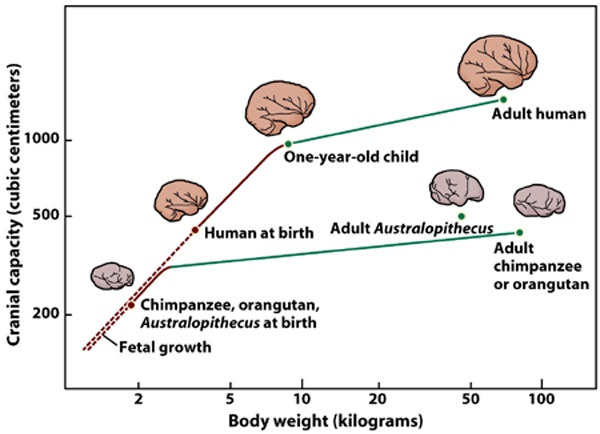 Cranial capacity (cubic centimeters)
1000
500
200
Adult human
One-year-old child
Human at birth
Adult Australopithecus
Adult
chimpanzee
or orangutan
Chimpanzee, orangutan,
Australopithecus at birth
Fetal growth
2 5 10 20 50 100
Body weight (kilograms)